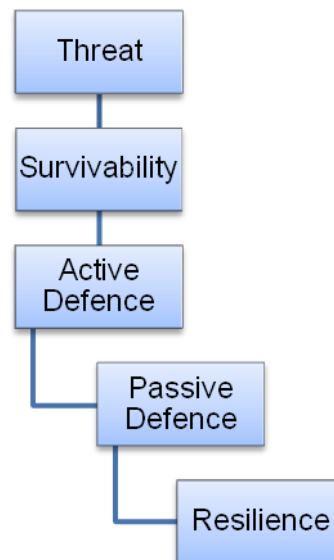 Threat
Survivability
Active
Defence
Passive
Defence
Resilience